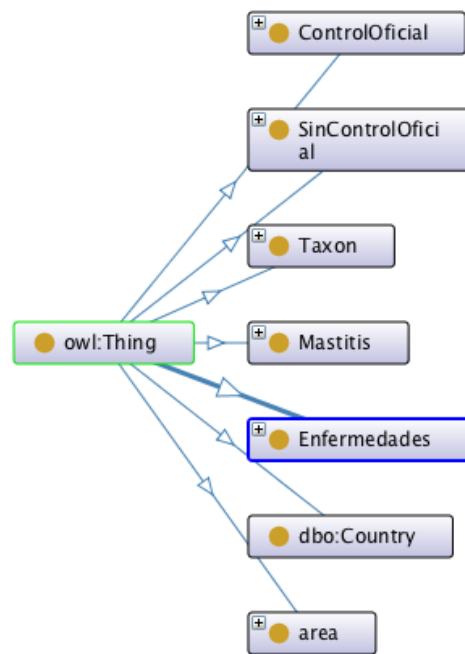 ControlOficial
SinControlOfici
al
Taxon
owl:Thing
Mastitis
Enfermedades
dbo:Country
area